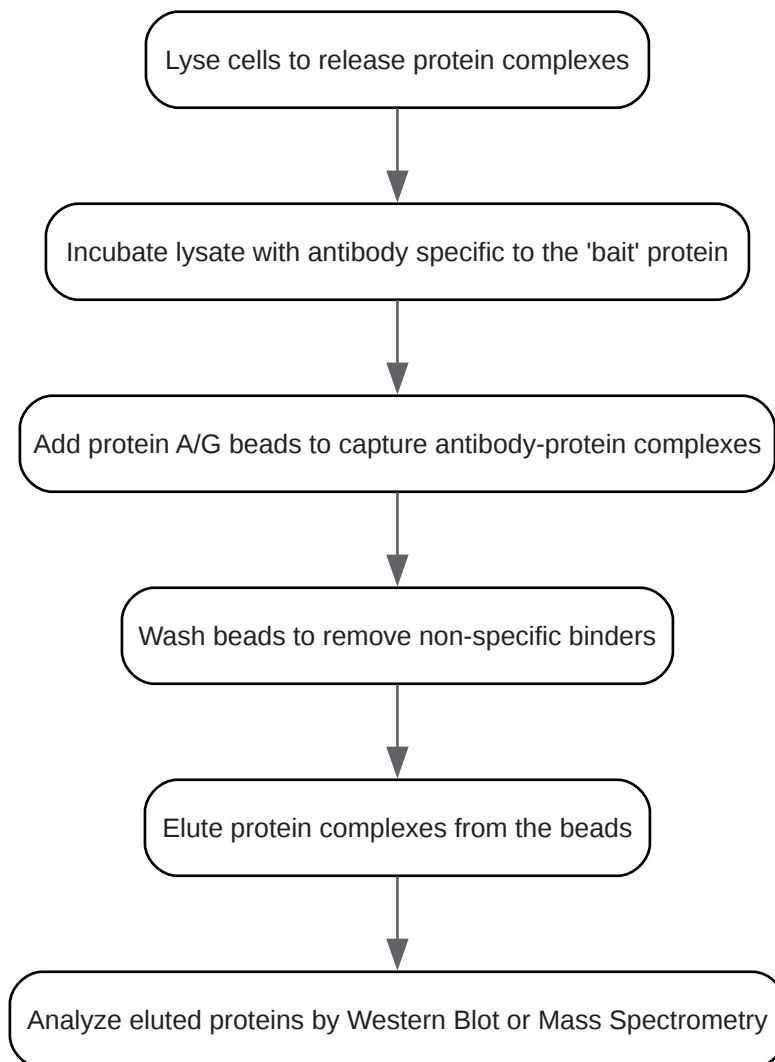 Lyse cells to release protein complexes
Incubate lysate with antibody specific to the 'bait' protein
Add protein A/G beads to capture antibody-protein complexes
Wash beads to remove non-specific binders
Elute protein complexes from the beads
Analyze eluted proteins by Western Blot or Mass Spectrometry